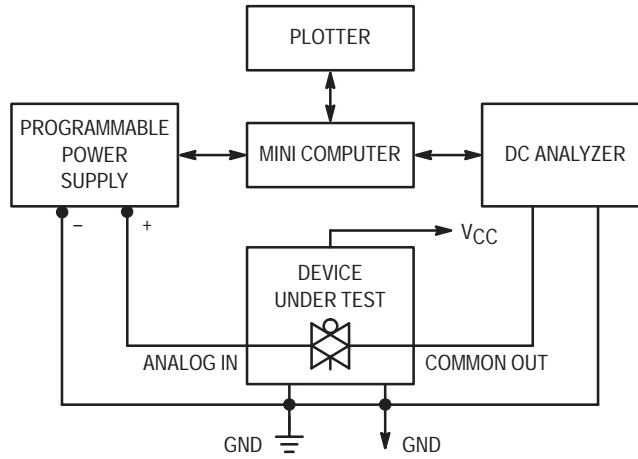 PLOTTER
PROGRAMMABLE
POWER
SUPPLY
MINI COMPUTER
DC ANALYZER
– +
VCC
DEVICE
UNDER TEST
ANALOG IN
COMMON OUT
GND
GND